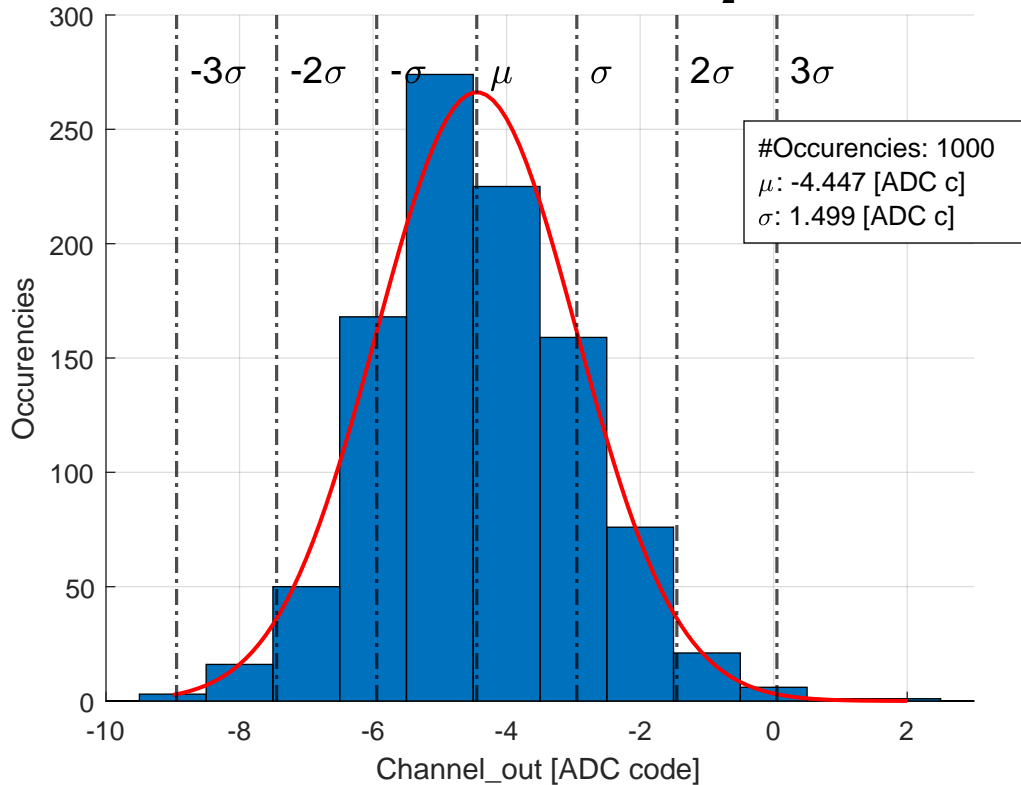 300
250
200
150
100
50
0
-3σ
-2σ
-σ
μ
σ
2σ
3σ
#Occurencies: 1000
μ: -4.447 [ADC c]
σ: 1.499 [ADC c]
Occurencies
-10
-8
-6
-4
-2
0
2
Channel_out [ADC code]